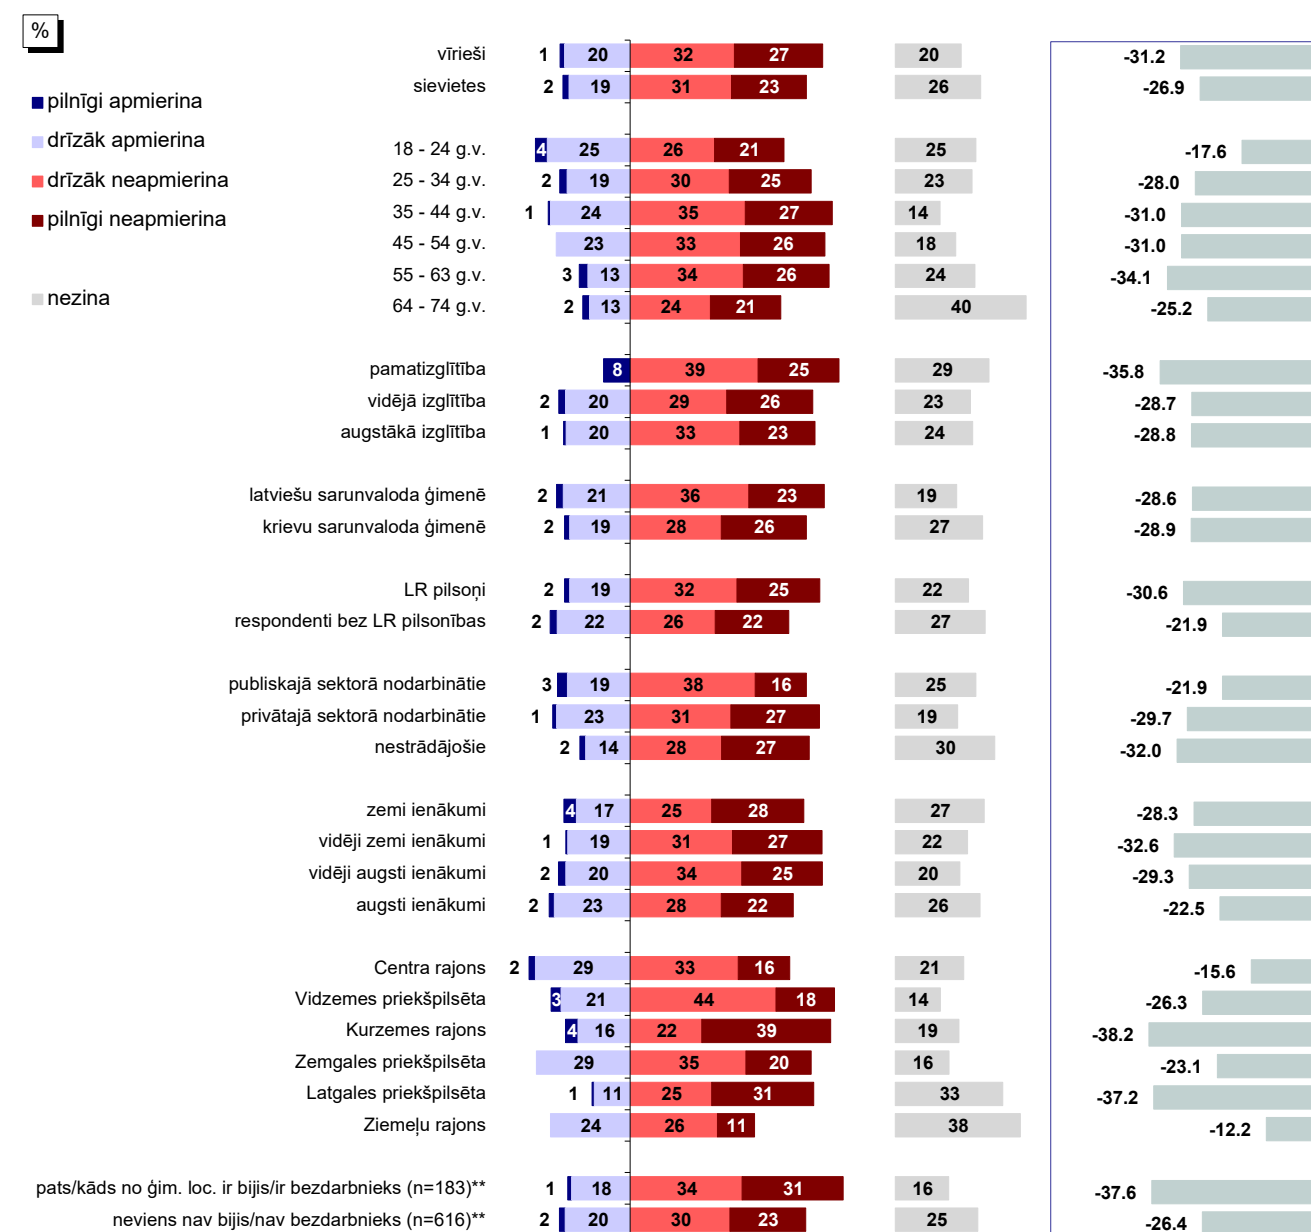 %
pilnīgi apmierina
drīzāk apmierina
drīzāk neapmierina
pilnīgi neapmierina
nezina
vīrieši 1 20 32 27 20 -31.2
sievietes 2 19 31 23 26 -26.9
18 - 24 g.v. 4 25 26 21 25 -17.6
25 - 34 g.v. 2 19 30 25 23 -28.0
35 - 44 g.v. 1 24 35 27 14 -31.0
45 - 54 g.v. 23 33 26 18 -31.0
55 - 63 g.v. 3 13 34 26 24 -34.1
64 - 74 g.v. 2 13 24 21 40 -25.2
pamatizglītība 8 39 25 29 -35.8
vidējā izglītība 2 20 29 26 23 -28.7
augstākā izglītība 1 20 33 23 24 -28.8
latviešu sarunvaloda ģimenē 2 21 36 23 19 -28.6
krievu sarunvaloda ģimenē 2 19 28 26 27 -28.9
LR pilsoņi 2 19 32 25 22 -30.6
respondenti bez LR pilsonības 2 22 26 22 27 -21.9
publiskajā sektorā nodarbinātie 3 19 38 16 25 -21.9
privātajā sektorā nodarbinātie 1 23 31 27 19 -29.7
nestrādājošie 2 14 28 27 30 -32.0
zemi ienākumi 4 17 25 28 27 -28.3
vidēji zemi ienākumi 1 19 31 27 22 -32.6
vidēji augsti ienākumi 2 20 34 25 20 -29.3
augsti ienākumi 2 23 28 22 26 -22.5
Centra rajons 2 29 33 16 21 -15.6
Vidzemes priekšpilsēta 3 21 44 18 14 -26.3
Kurzemes rajons 4 16 22 39 19 -38.2
Zemgales priekšpilsēta 29 35 20 16 -23.1
Latgales priekšpilsēta 1 11 25 31 33 -37.2
Ziemeļu rajons 24 26 11 38 -12.2
pats/kāds no ģim. loc. ir bijis/ir bezdarbnieks (n=183)** 1 18 34 31 16 -37.6
neviens nav bijis/nav bezdarbnieks (n=616)** 2 20 30 23 25 -26.4